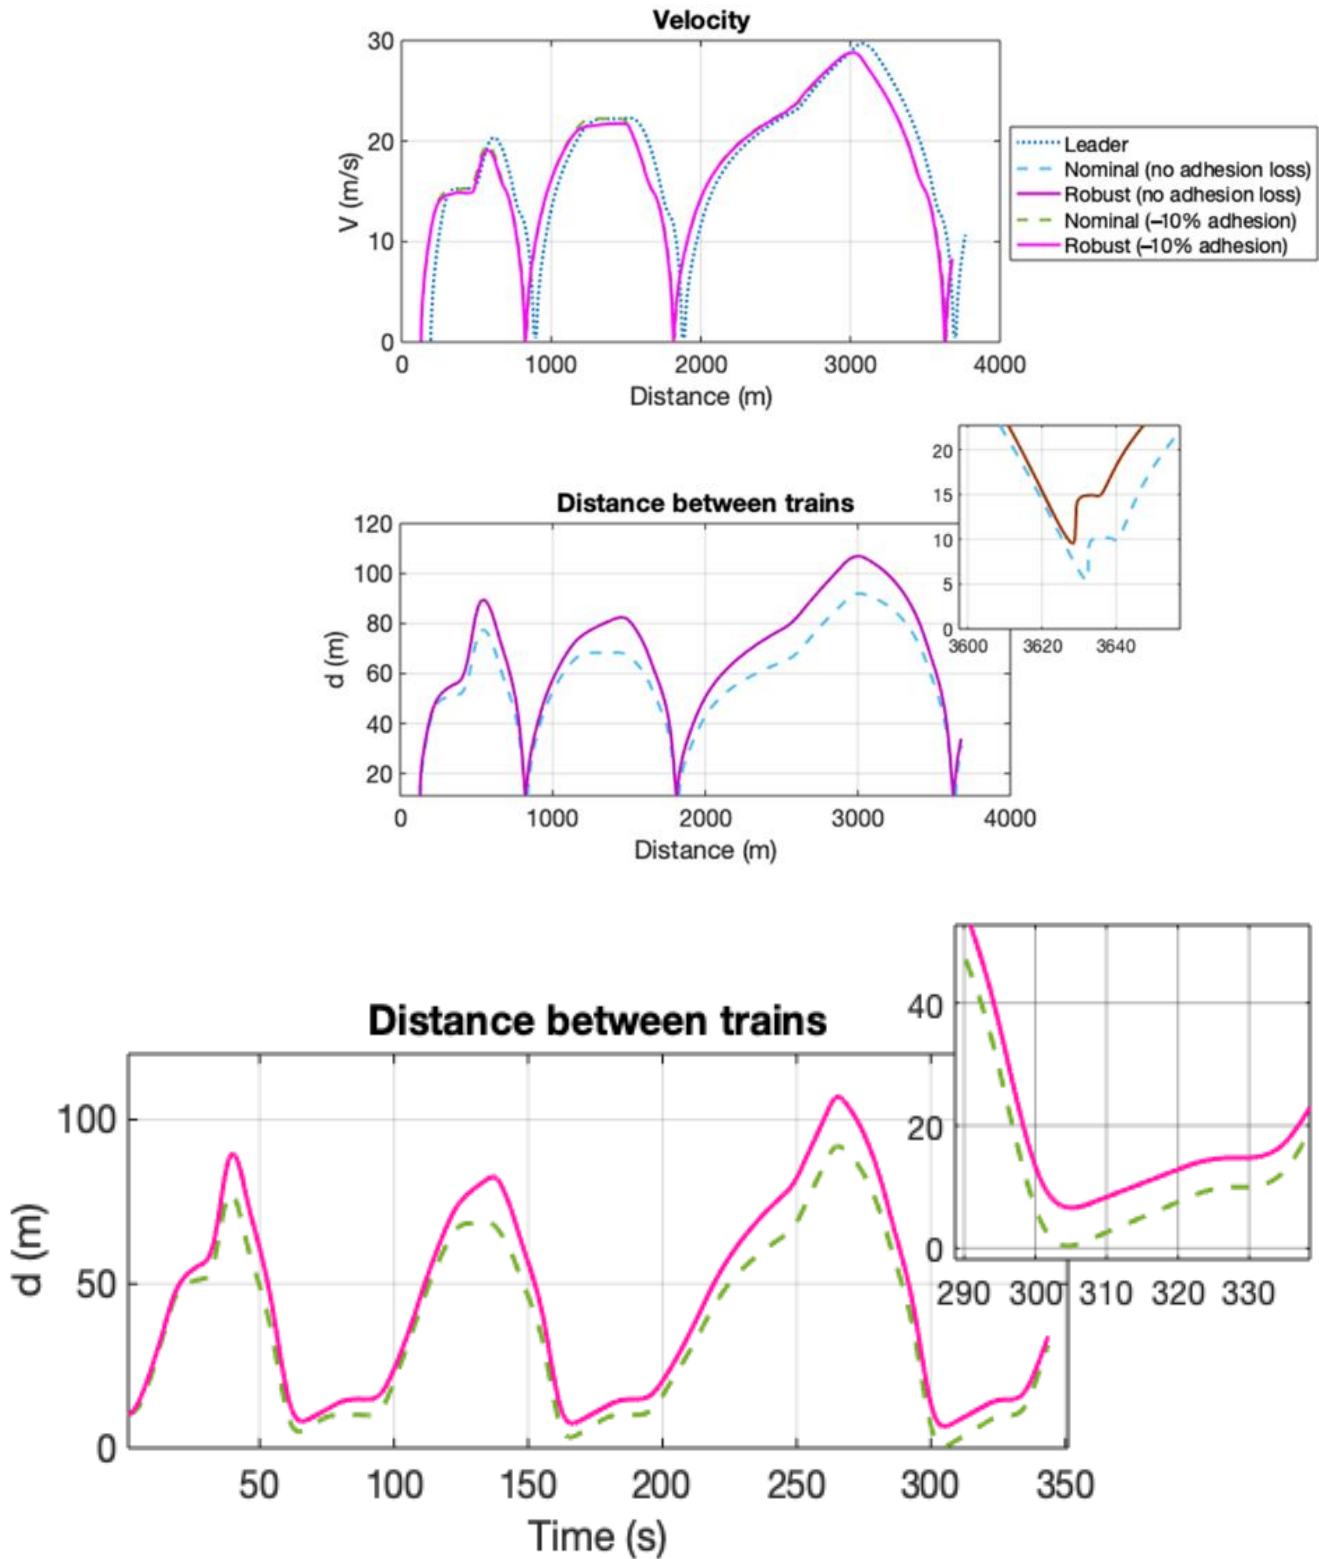 Velocity
30
20
10
0
V (m/s)
0 1000 2000 3000 4000
Distance (m)
Leader
Nominal (no adhesion loss)
Robust (no adhesion loss)
Nominal (–10% adhesion)
Robust (–10% adhesion)
20
15
10
5
0
3600 3620 3640
Distance between trains
120
100
80
60
40
20
d (m)
0 1000 2000 3000 4000
Distance (m)
40
20
0
290 300 310 320 330
Distance between trains
100
50
0
d (m)
50 100 150 200 250 300 350
Time (s)